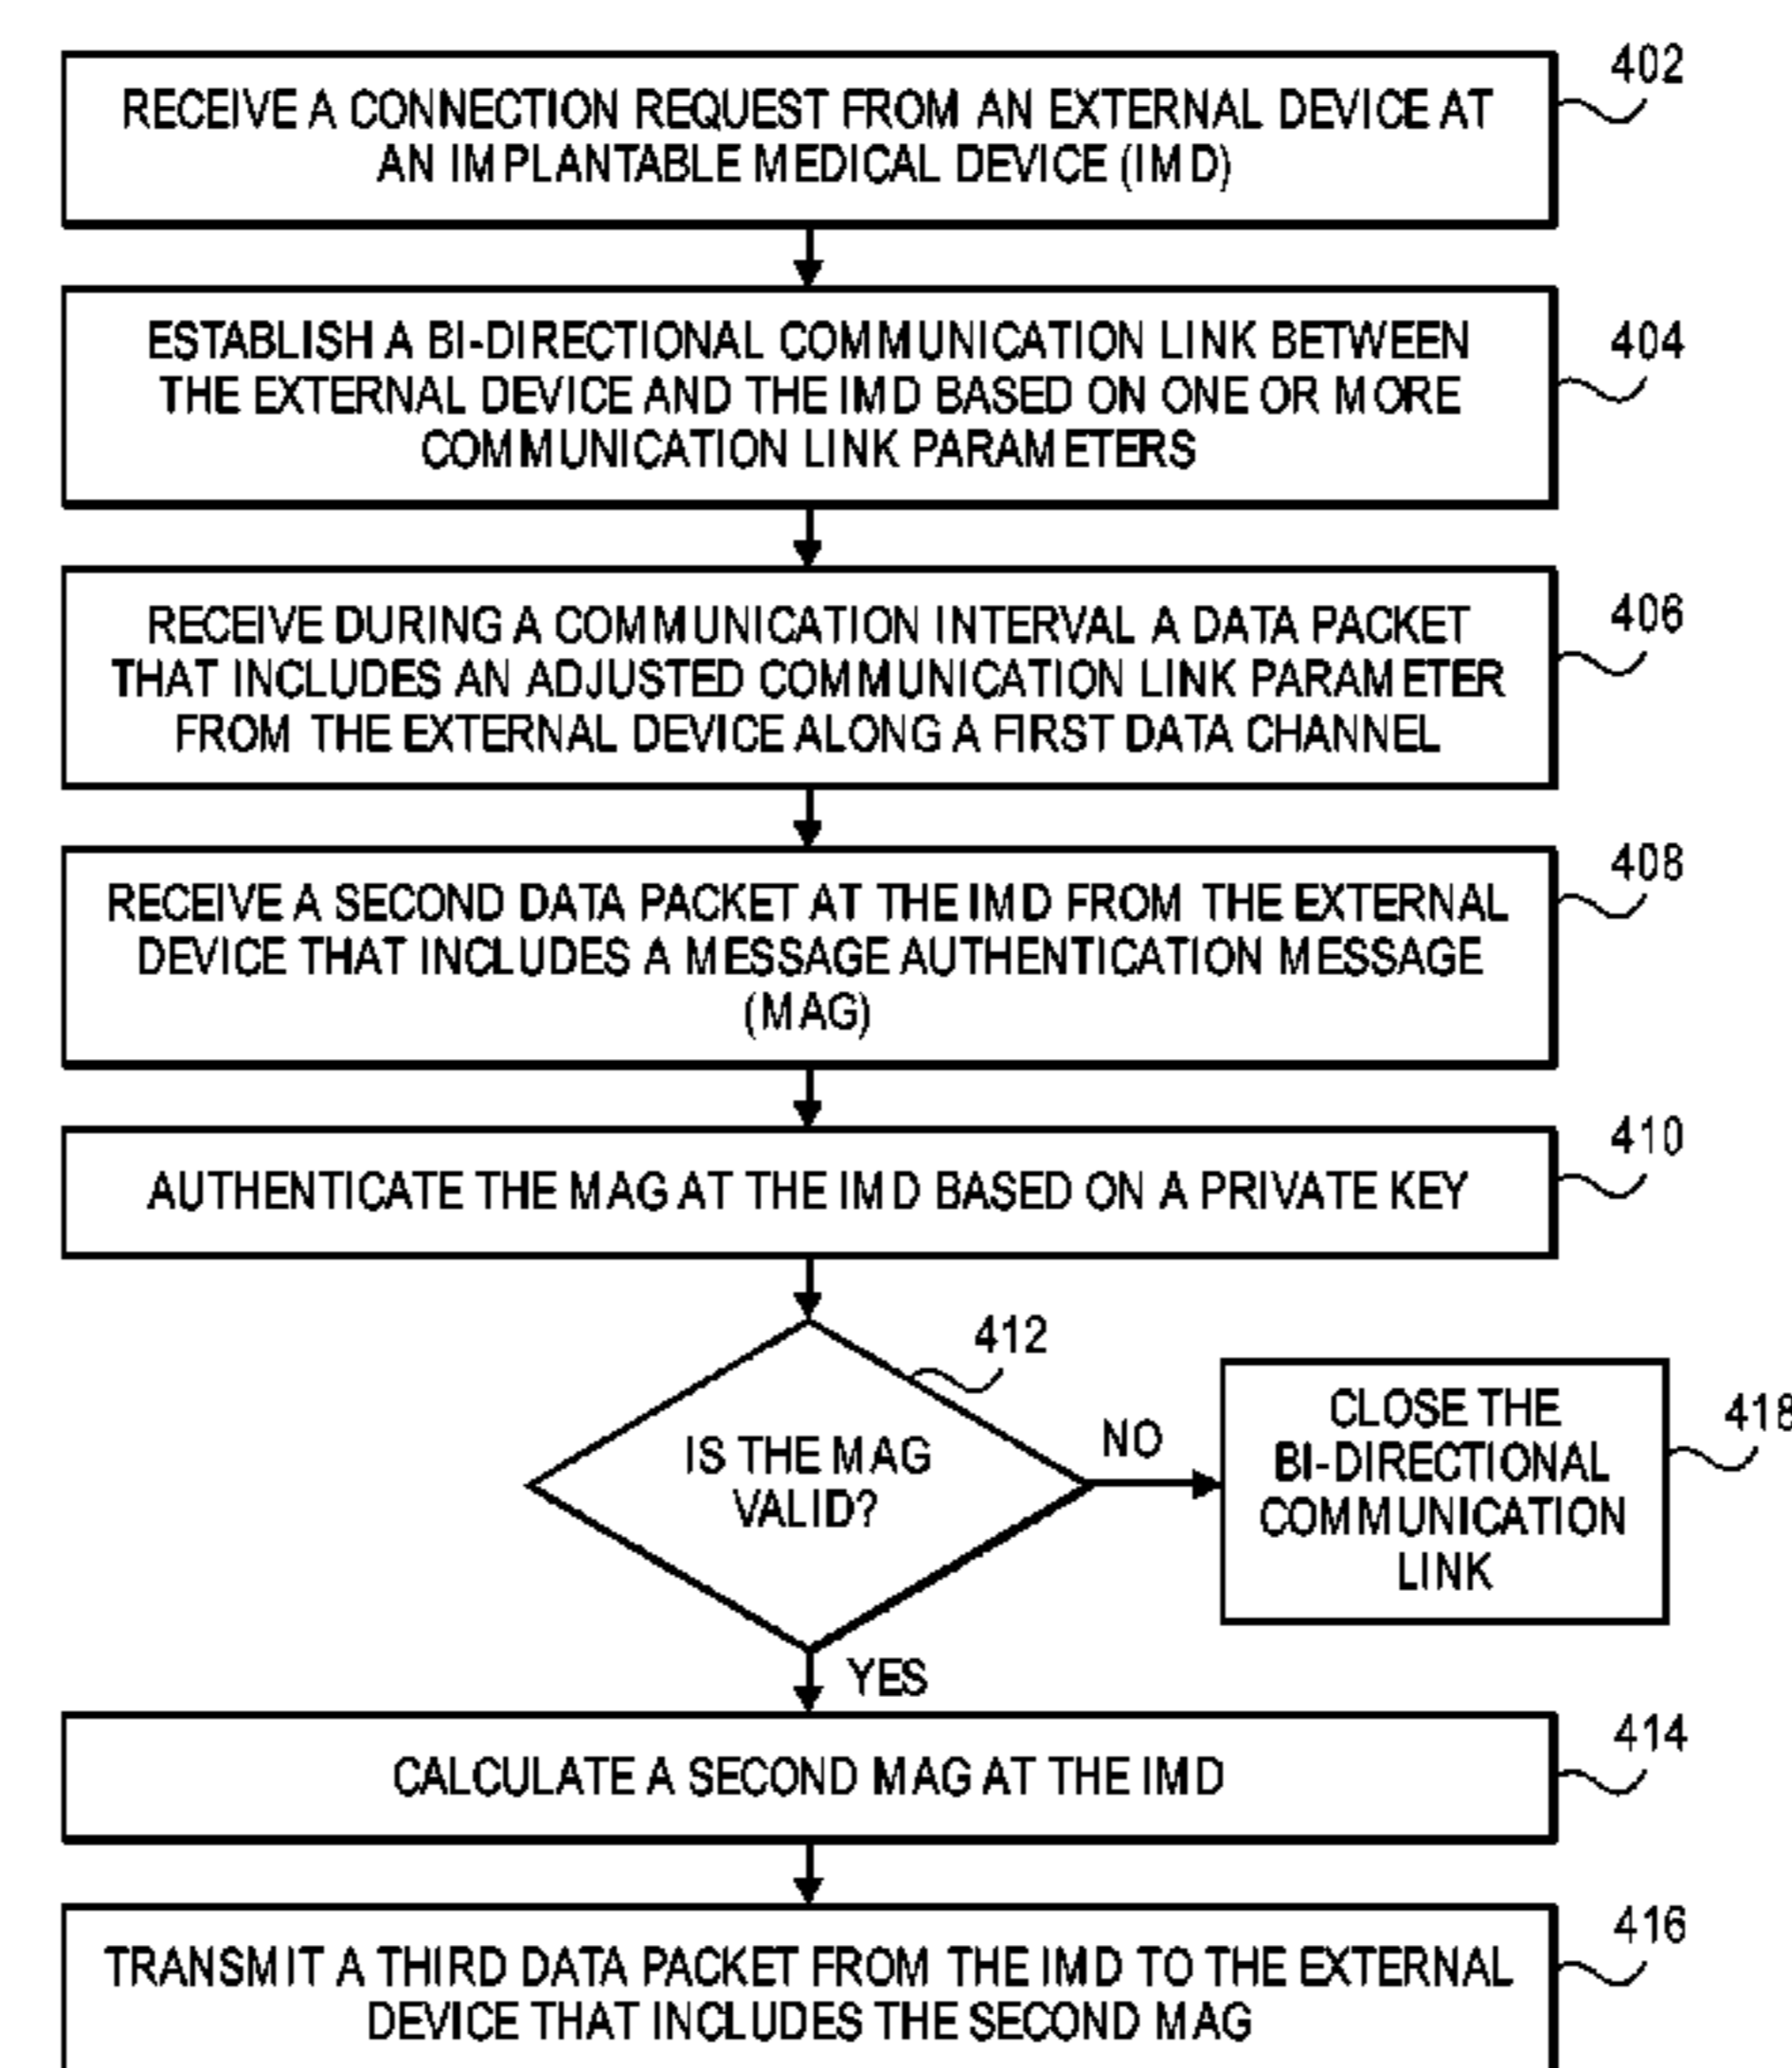 402
RECEIVE A CONNECTION REQUEST FROM AN EXTERNAL DEVICE AT
AN IMPLANTABLE MEDICAL DEVICE (IMD)
404
ESTABLISH A BI-DIRECTIONAL COMMUNICATION LINK BETWEEN
THE EXTERNAL DEVICE AND THE IMD BASED ON ONE OR MORE
COMMUNICATION LINK PARAMETERS
406
RECEIVE DURING A COMMUNICATION INTERVAL A DATA PACKET
THAT INCLUDES AN ADJUSTED COMMUNICATION LINK PARAMETER
FROM THE EXTERNAL DEVICE ALONG A FIRST DATA CHANNEL
408
RECEIVE A SECOND DATA PACKET AT THE IMD FROM THE EXTERNAL
DEVICE THAT INCLUDES A MESSAGE AUTHENTICATION MESSAGE
(MAG)
410
AUTHENTICATE THE MAG AT THE IMD BASED ON A PRIVATE KEY
412
IS THE MAG
VALID?
NO
CLOSE THE
BI-DIRECTIONAL
COMMUNICATION
LINK
418
YES
414
CALCULATE A SECOND MAG AT THE IMD
416
TRANSMIT A THIRD DATA PACKET FROM THE IMD TO THE EXTERNAL
DEVICE THAT INCLUDES THE SECOND MAG